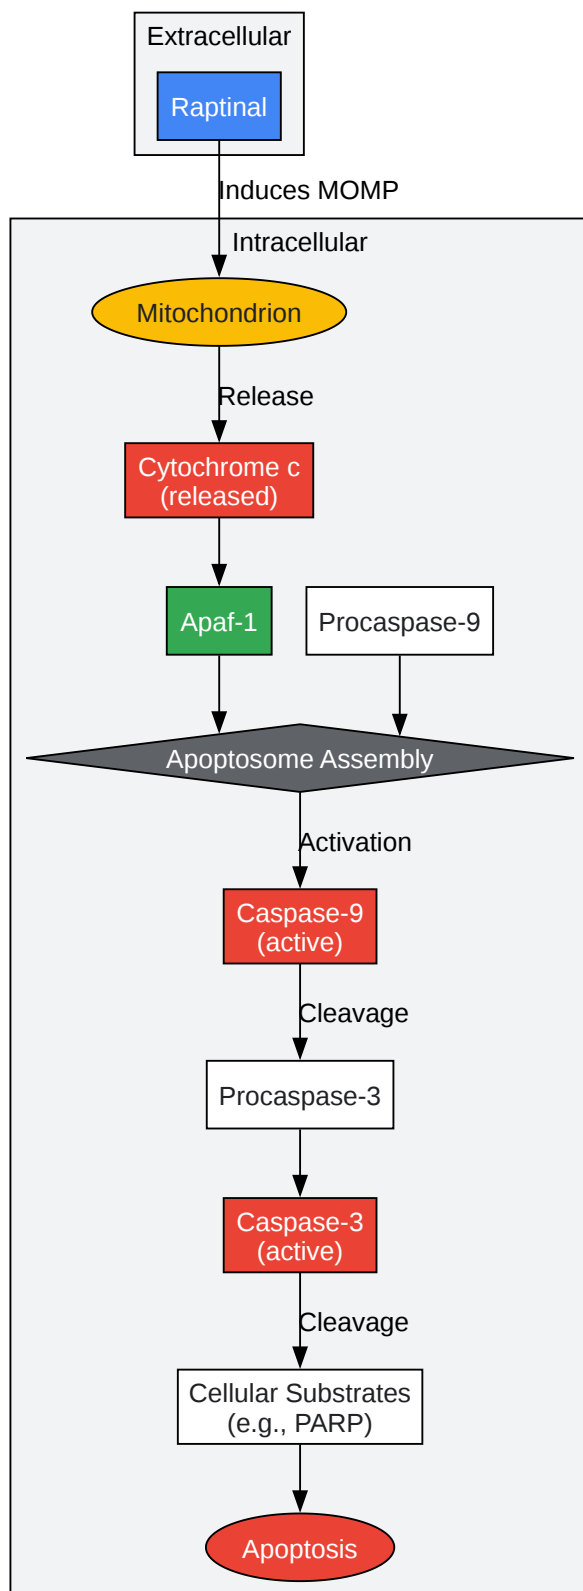 Extracellular
Raptinal
Induces MOMP
Intracellular
Mitochondrion
Release
Cytochrome c
(released)
Apaf-1
Procaspase-9
Apoptosome Assembly
Activation
Caspase-9
(active)
Cleavage
Procaspase-3
Caspase-3
(active)
Cleavage
Cellular Substrates
(e.g., PARP)
Apoptosis